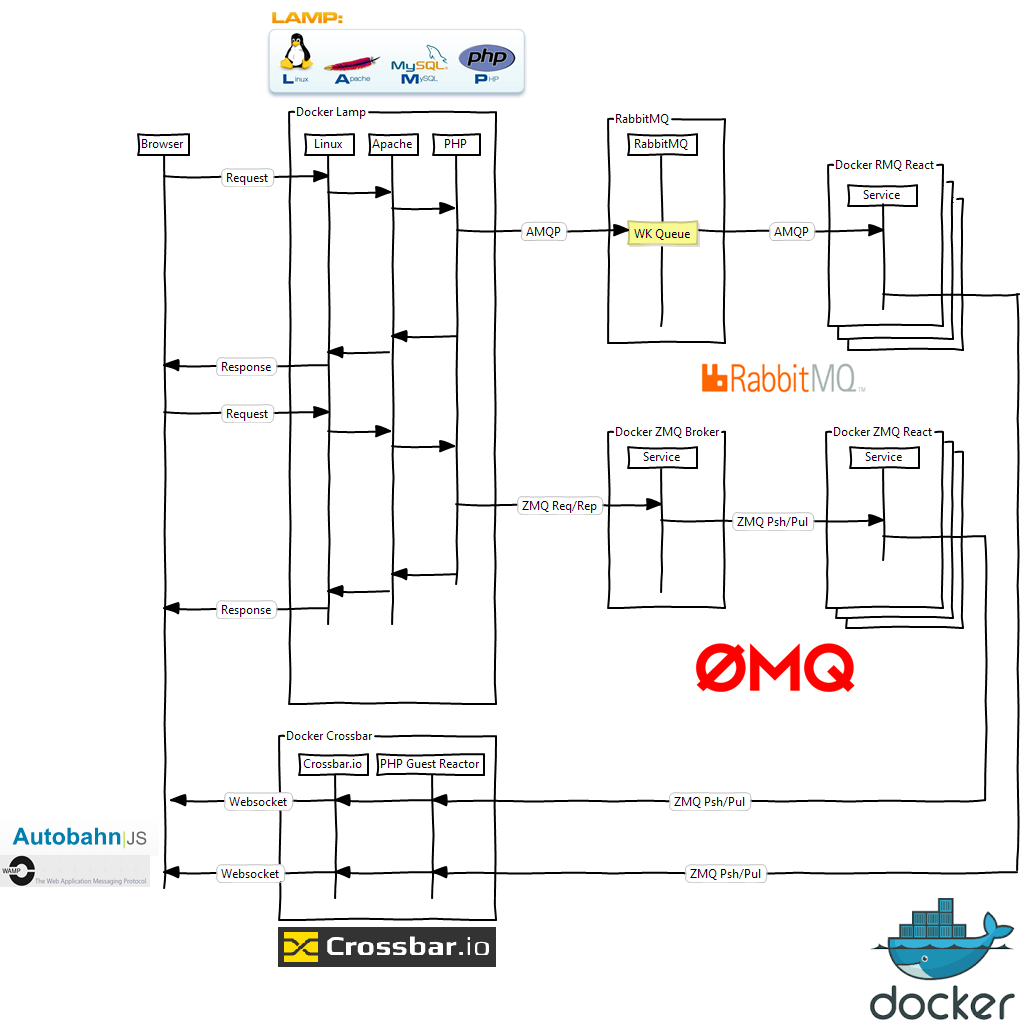 LAMP:
Linux
Apache
MySQL
MySQL
php
PHP
Docker Lamp
Browser
Linux
Apache
PHP
RabbitMQ
RabbitMQ
Docker RMQ React
Service
Request
AMQP
WK Queue
AMQP
Response
RabbitMQ™
Request
Docker ZMQ Broker
Service
Docker ZMQ React
Service
ZMQ Req/Rep
ZMQ Psh/Pul
Response
ØMQ
Docker Crossbar
Crossbar.io
PHP Guest Reactor
Websocket
ZMQ Psh/Pul
Autobahn|JS
WAMP
The Web Application Messaging Protocol
Websocket
ZMQ Psh/Pul
Crossbar.io
docker